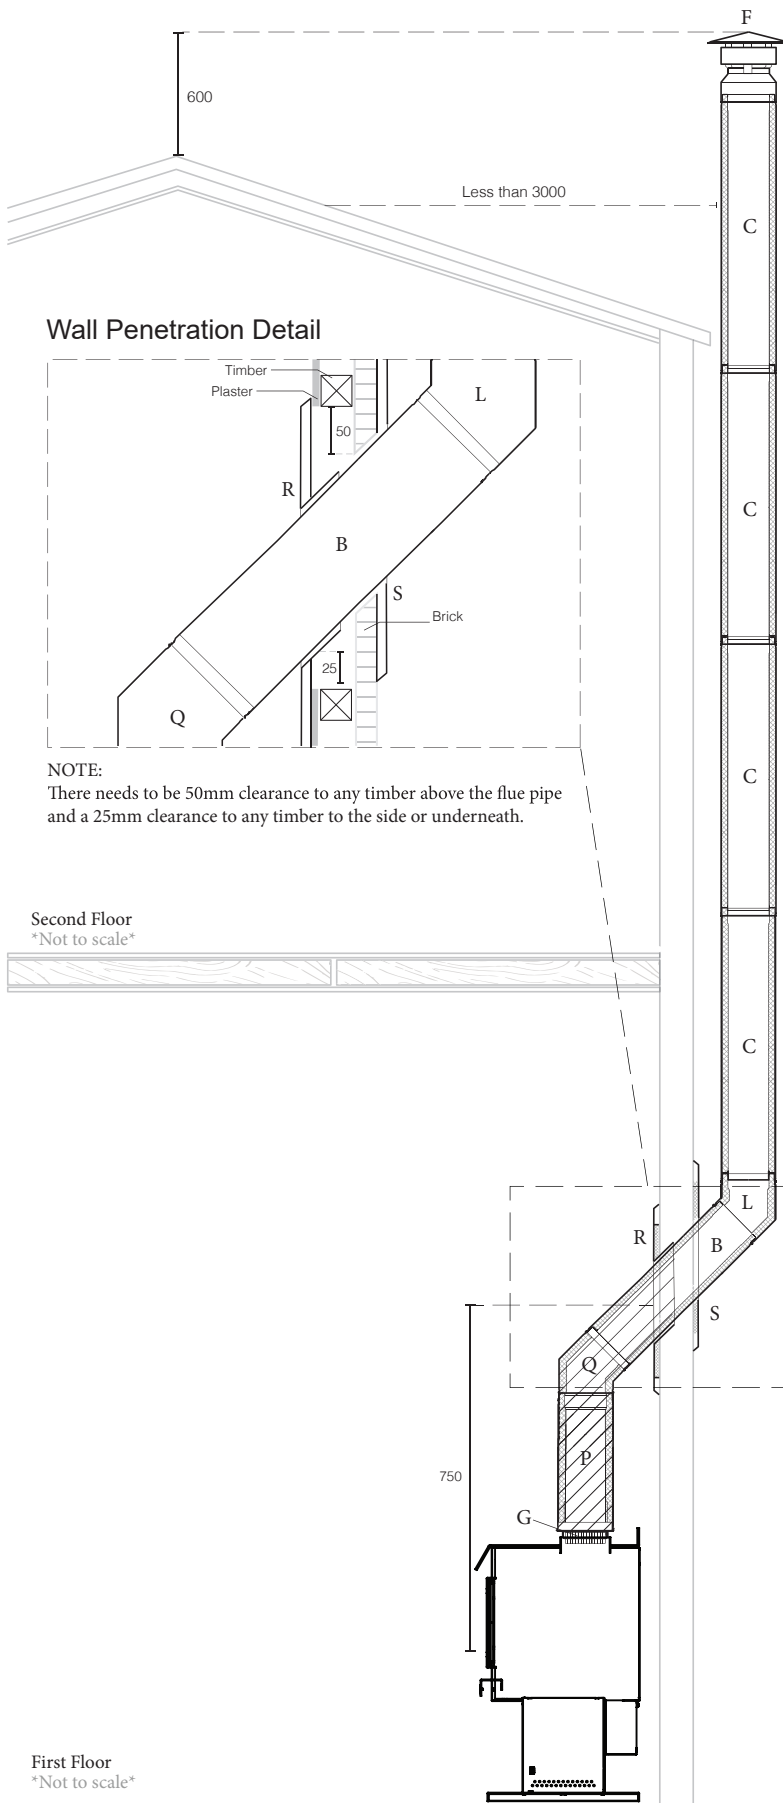 F
600
Less than 3000
C
Wall Penetration Detail
Timber
Plaster
L
50
R
B
S
Brick
25
Q
C
NOTE:
There needs to be 50mm clearance to any timber above the flue pipe
and a 25mm clearance to any timber to the side or underneath.
C
Second Floor
*Not to scale*
C
L
R
B
S
Q
P
750
G
First Floor
*Not to scale*